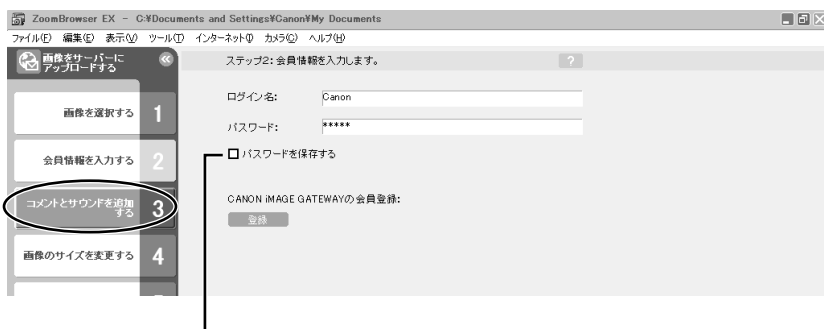 ZoomBrowser EX - C:¥Documents and Settings¥Canon¥My Documents
ファイル(F) 編集(E) 表示(V) ツール(T) インターネット(I) カメラ(C) ヘルプ(H)
画像をサーバーに
アップロードする
ステップ2: 会員情報を入力します。
?
画像を選択する 1
ログイン名: Canon
パスワード: *****
会員情報を入力する 2
パスワードを保存する
コメントとサウンドを追加
する 3
CANON iMAGE GATEWAYの会員登録:
登録
画像のサイズを変更する 4